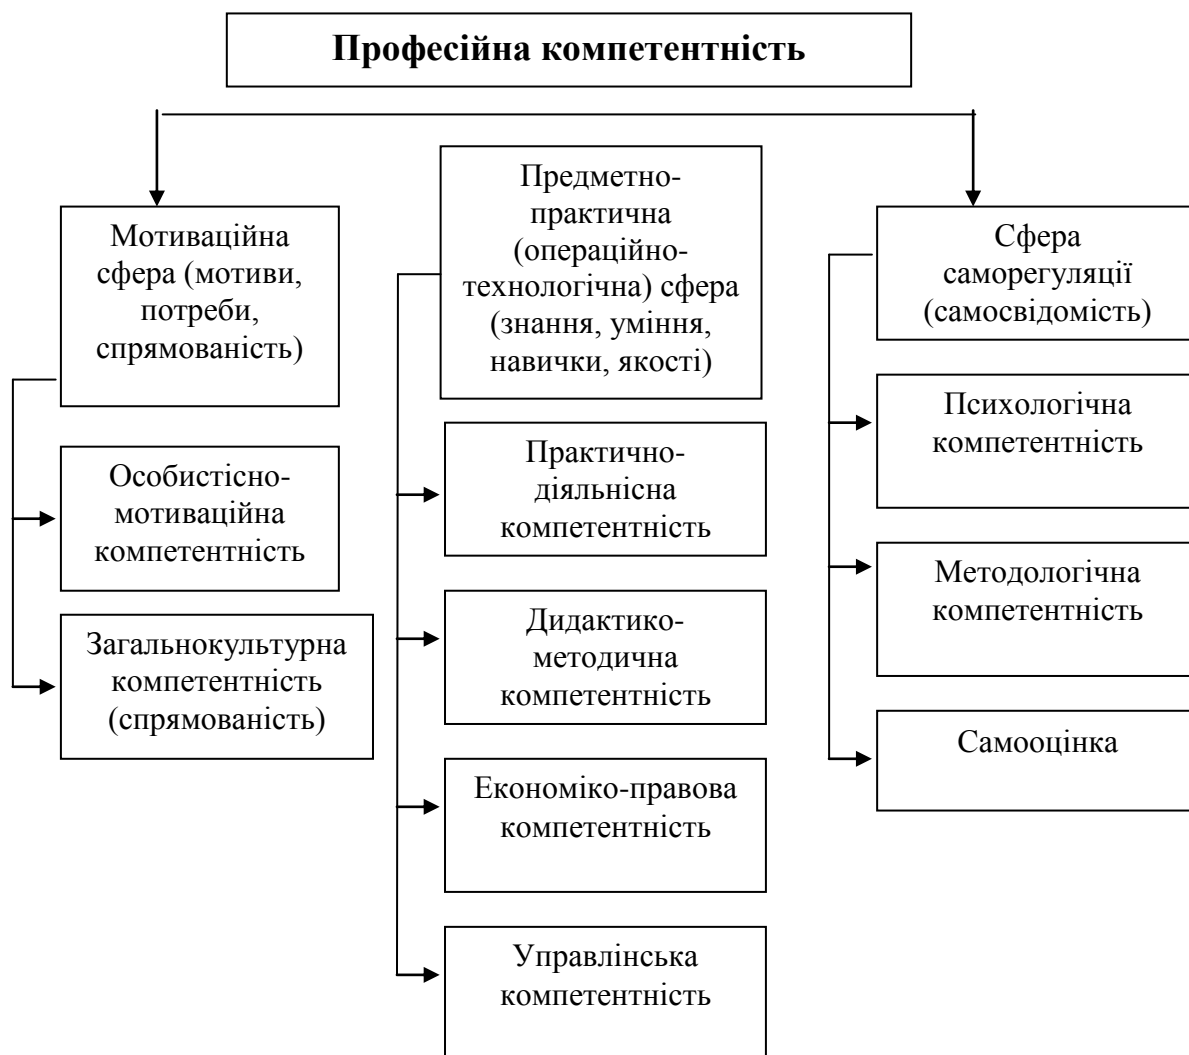 Професійна компетентність
Мотиваційна
сфера (мотиви,
потреби,
спрямованість)
Особистісно-
мотиваційна
компетентність
Загальнокультурна
компетентність
(спрямованість)
Предметно-
практична
(операційно-
технологічна) сфера
(знання, уміння,
навички, якості)
Практично-
діяльнісна
компетентність
Дидактико-
методична
компетентність
Економіко-правова
компетентність
Управлінська
компетентність
Сфера
саморегуляції
(самосвідомість)
Психологічна
компетентність
Методологічна
компетентність
Самооцінка